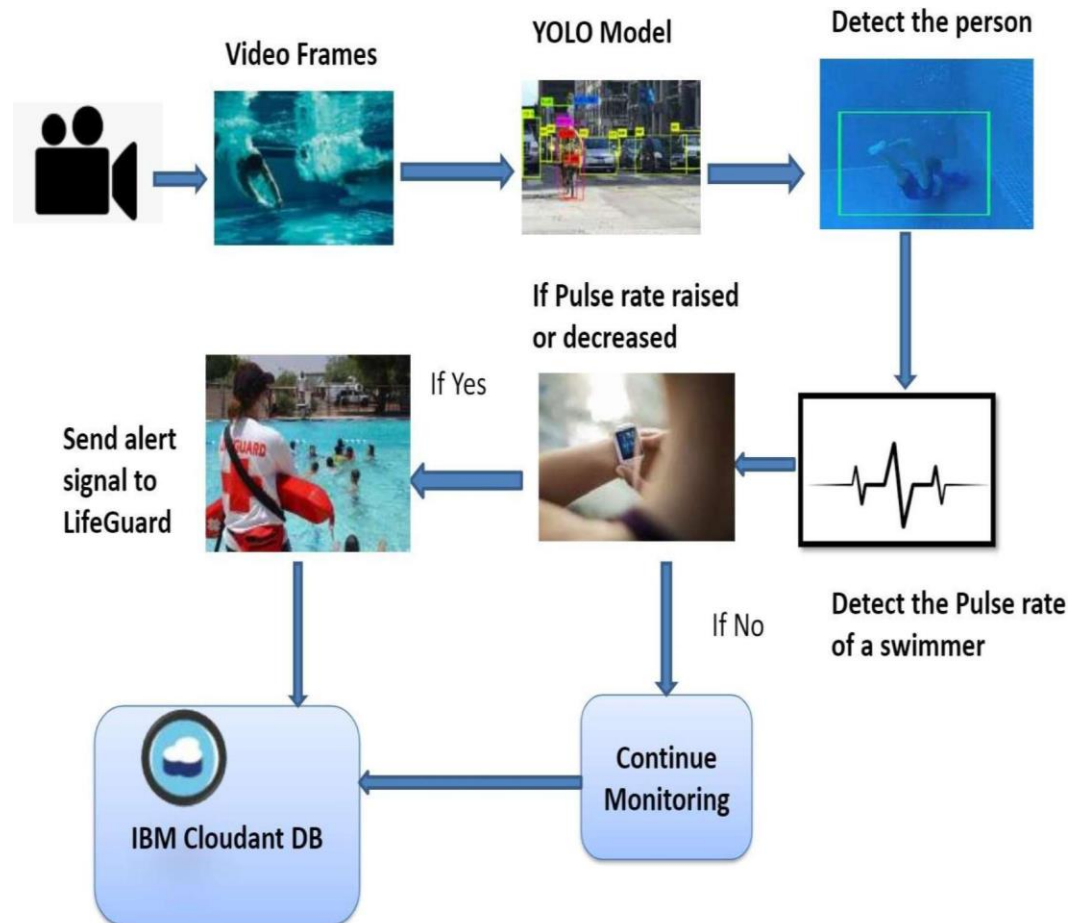 Video Frames
YOLO Model
Detect the person
If Pulse rate raised
or decreased
If Yes
Send alert
signal to
LifeGuard
GUARD
If No
Detect the Pulse rate
of a swimmer
Continue
Monitoring
IBM Cloudant DB